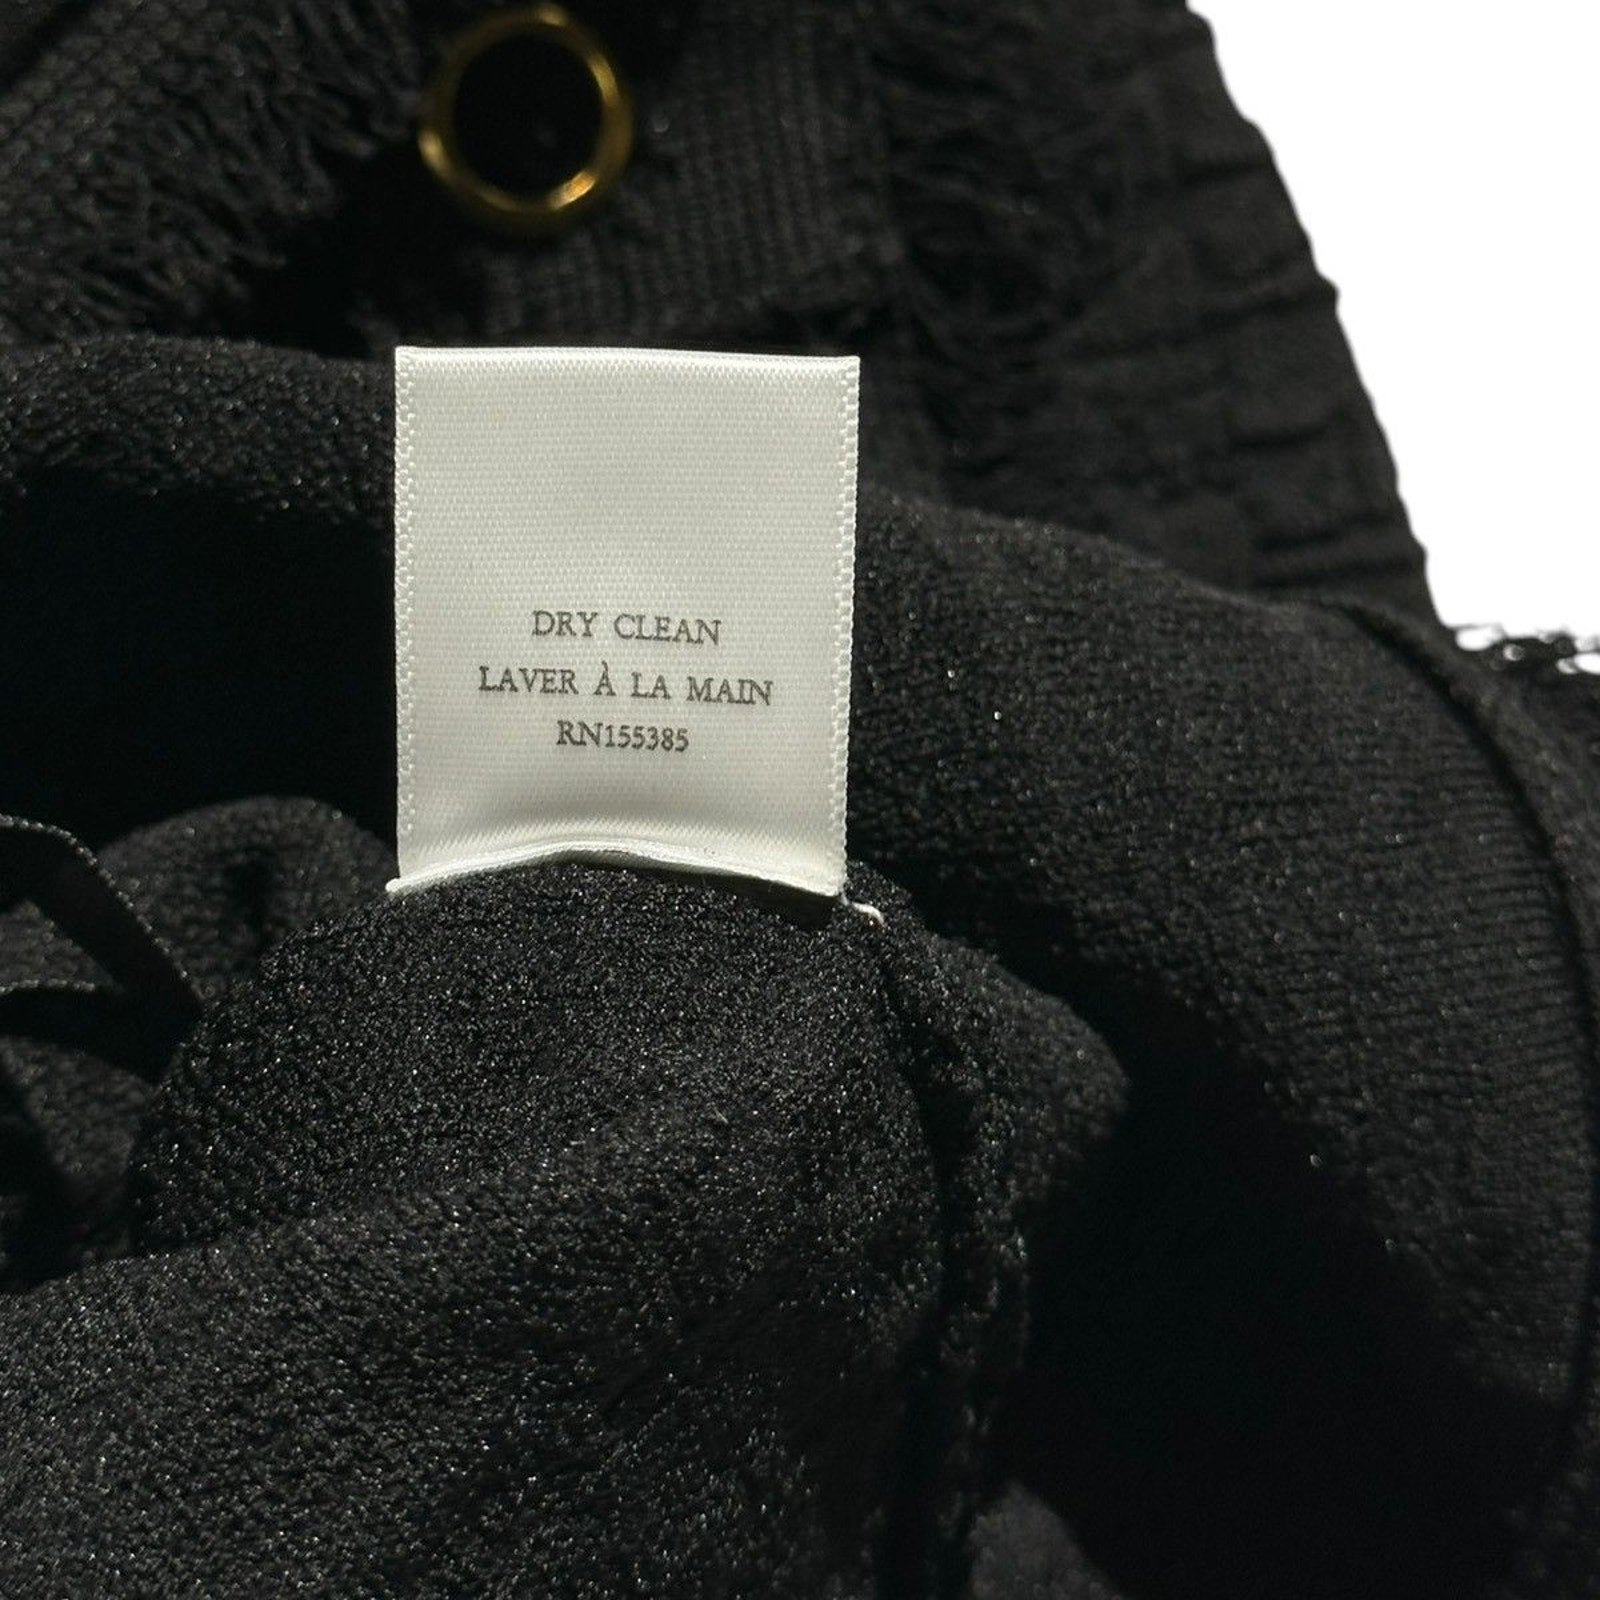 DRY CLEAN
LAVER À LA MAIN
RN155385